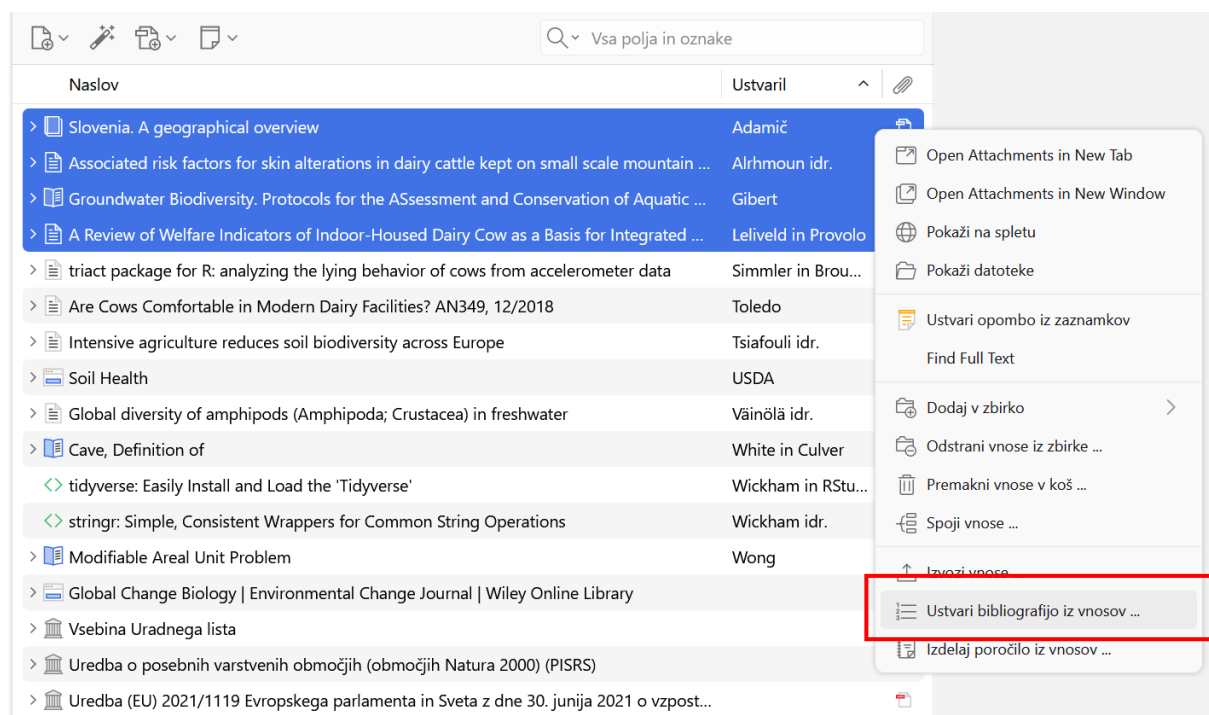 Vsa polja in oznake
Naslov Ustvaril
Slovenia. A geographical overview Adamič
Associated risk factors for skin alterations in dairy cattle kept on small scale mountain ... Alrhmoun idr.
Groundwater Biodiversity. Protocols for the ASsessment and Conservation of Aquatic ... Gibert
A Review of Welfare Indicators of Indoor-Housed Dairy Cow as a Basis for Integrated ... Leliveld in Provolo
triact package for R: analyzing the lying behavior of cows from accelerometer data Simmler in Brou...
Are Cows Comfortable in Modern Dairy Facilities? AN349, 12/2018 Toledo
Intensive agriculture reduces soil biodiversity across Europe Tsiafouli idr.
Soil Health USDA
Global diversity of amphipods (Amphipoda; Crustacea) in freshwater Väinölä idr.
Cave, Definition of White in Culver
tidyverse: Easily Install and Load the 'Tidyverse' Wickham in RStu...
stringr: Simple, Consistent Wrappers for Common String Operations Wickham idr.
Modifiable Areal Unit Problem Wong
Global Change Biology | Environmental Change Journal | Wiley Online Library
Vsebina Uradnega lista
Uredba o posebnih varstvenih območjih (območjih Natura 2000) (PISRS)
Uredba (EU) 2021/1119 Evropskega parlamenta in Sveta z dne 30. junija 2021 o vzpost...
Open Attachments in New Tab
Open Attachments in New Window
Pokaži na spletu
Pokaži datoteke
Ustvari opombo iz zaznamkov
Find Full Text
Dodaj v zbirko
Odstrani vnose iz zbirke ...
Premakni vnose v koš ...
Spoji vnose ...
Izvozi vnose
Ustvari bibliografijo iz vnosov ...
Izdelaj poročilo iz vnosov ...